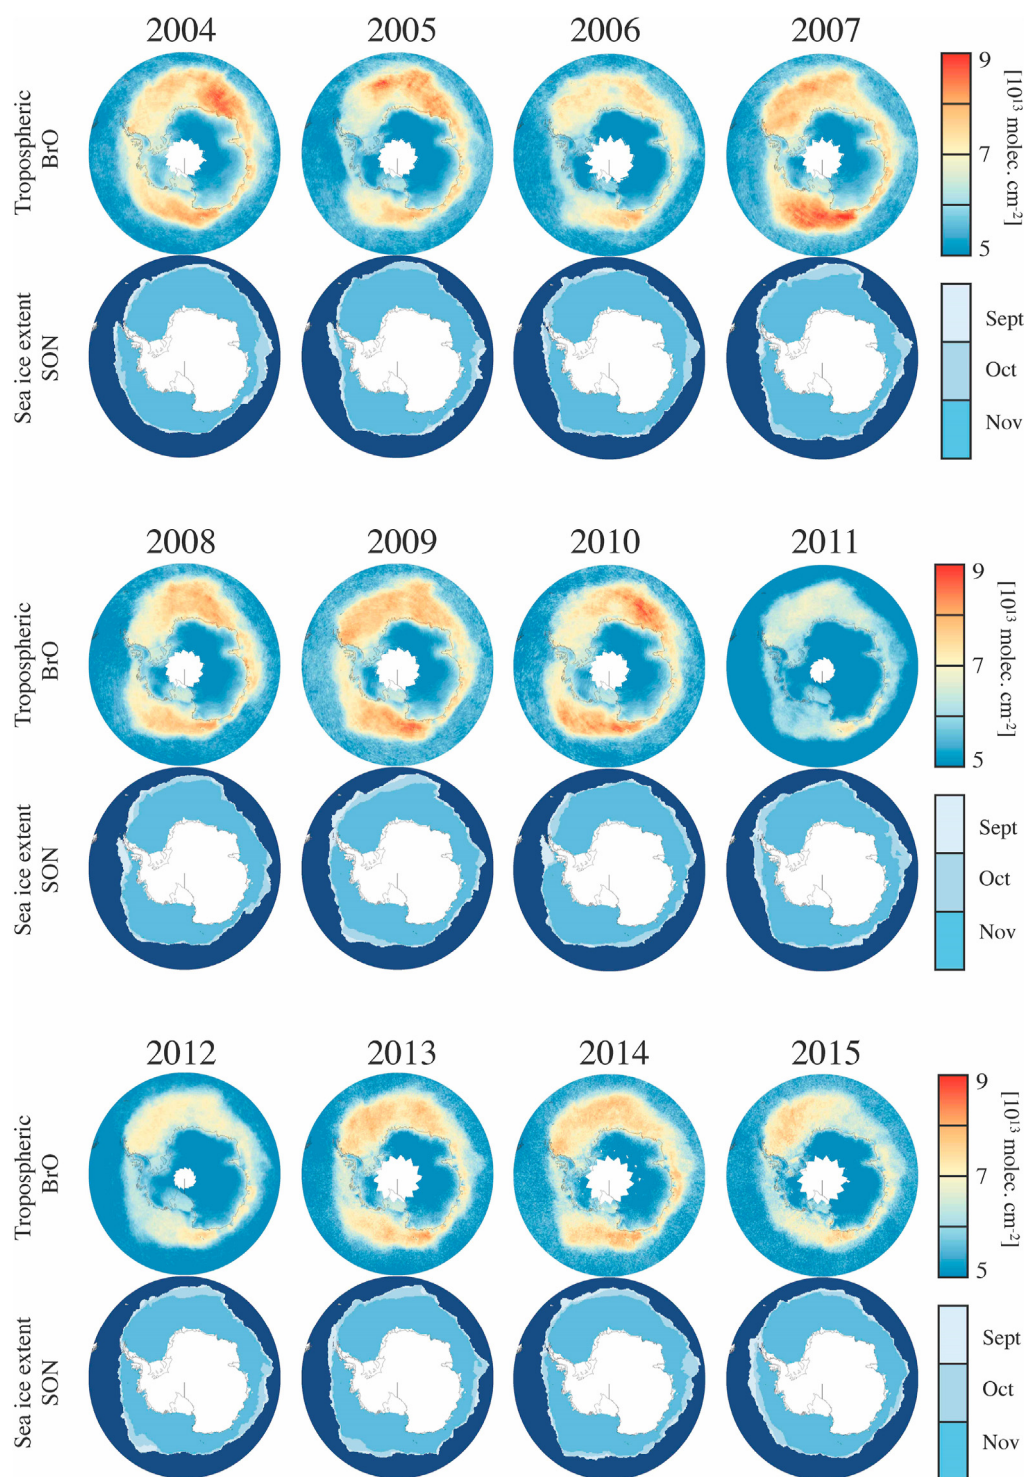 2004 2005 2006 2007
Tropospheric
BrO
9
7
5
[10¹³ molec. cm⁻²]
Sea ice extent
SON
Sept
Oct
Nov
2008 2009 2010 2011
Tropospheric
BrO
9
7
5
[10¹³ molec. cm⁻²]
Sea ice extent
SON
Sept
Oct
Nov
2012 2013 2014 2015
Tropospheric
BrO
9
7
5
[10¹³ molec. cm⁻²]
Sea ice extent
SON
Sept
Oct
Nov